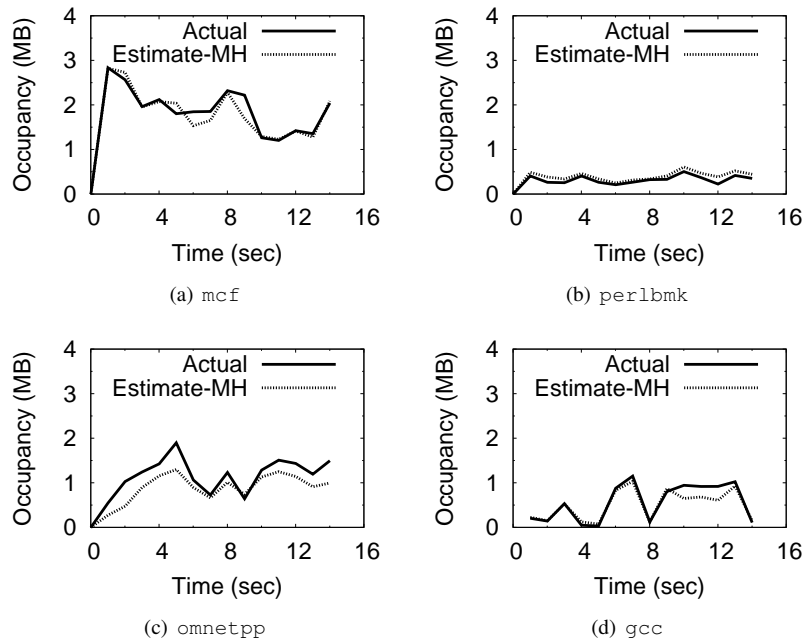 Occupancy (MB)
4
3
2
1
0
Actual
Estimate-MH
0 4 8 12 16
Time (sec)
(a) mcf
Occupancy (MB)
4
3
2
1
0
Actual
Estimate-MH
0 4 8 12 16
Time (sec)
(b) perlbmk
Occupancy (MB)
4
3
2
1
0
Actual
Estimate-MH
0 4 8 12 16
Time (sec)
(c) omnetpp
Occupancy (MB)
4
3
2
1
0
Actual
Estimate-MH
0 4 8 12 16
Time (sec)
(d) gcc